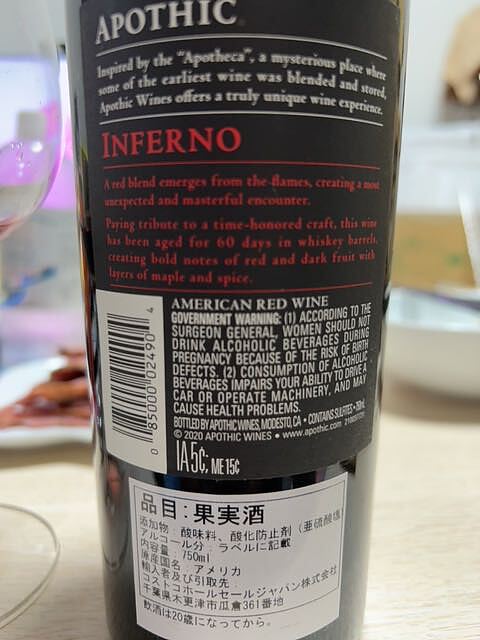 APOTHIC
Inspired by the "Apotheca", a mysterious place where
some of the earliest wine was blended and stored,
Apothic Wines offers a truly unique wine experience.
INFERNO
A red blend emerges from the flames, creating a most
unexpected and masterful encounter.
Paying tribute to a time-honored craft, this wine
has been aged for 60 days in whiskey barrels,
creating bold notes of red and dark fruit with
layers of maple and spice.
AMERICAN RED WINE
GOVERNMENT WARNING: (1) ACCORDING TO THE
SURGEON GENERAL, WOMEN SHOULD NOT
DRINK ALCOHOLIC BEVERAGES DURING
PREGNANCY BECAUSE OF THE RISK OF BIRTH
DEFECTS. (2) CONSUMPTION OF ALCOHOLIC
BEVERAGES IMPAIRS YOUR ABILITY TO DRIVE A
CAR OR OPERATE MACHINERY, AND MAY
CAUSE HEALTH PROBLEMS.
BOTTLED BY APOTHIC WINES, MODESTO, CA • CONTAINS SULFITES • 750mL
© 2020 APOTHIC WINES • www.apothic.com
0 85000 02490 4
IA 5¢; ME 15¢
品目:果実酒
添加物 酸味料、酸化防止剤(亜硫酸塩
アルコール分:ラベルに記載
内容量:750ml
原産国名:アメリカ
輸入者及び引取先:
コストコホールセールジャパン株式会社
千葉県木更津市瓜倉361番地
飲酒は20歳になってから。